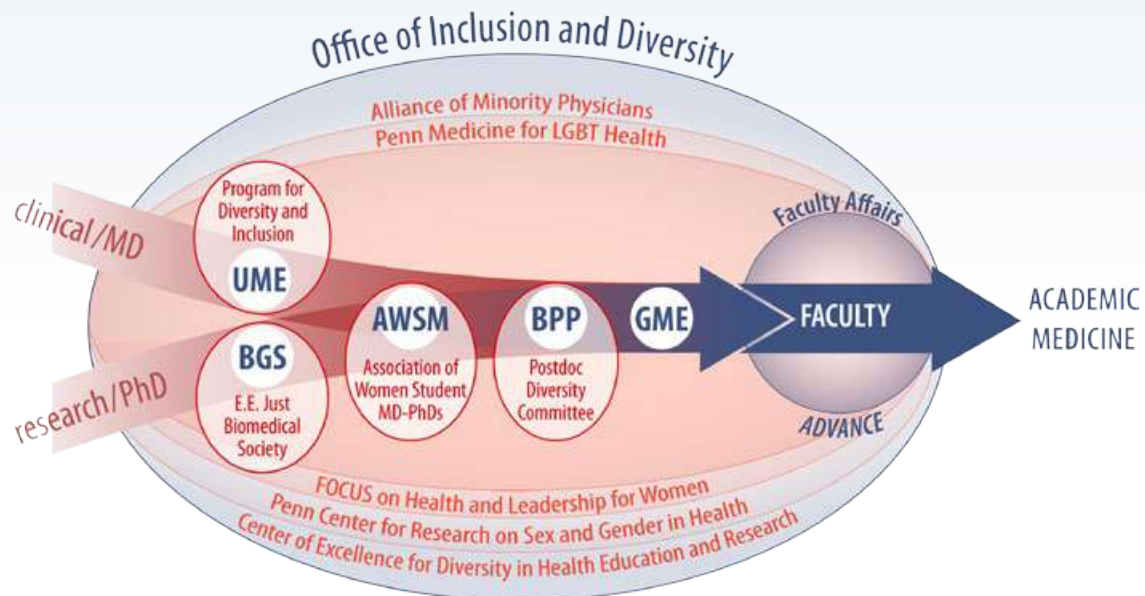 Office of Inclusion and Diversity
Alliance of Minority Physicians
Penn Medicine for LGBT Health
clinical/MD
Program for
Diversity and
Inclusion
UME
research/PhD
BGS
E.E. Just
Biomedical
Society
AWSM
Association of
Women Student
MD-PhDs
BPP
Postdoc
Diversity
Committee
GME
Faculty Affairs
FACULTY
ADVANCE
ACADEMIC
MEDICINE
FOCUS on Health and Leadership for Women
Penn Center for Research on Sex and Gender in Health
Center of Excellence for Diversity in Health Education and Research